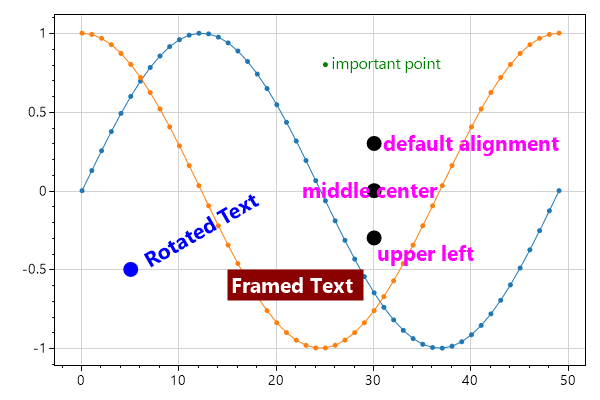 1
important point
0.5
default alignment
0
middle center
Rotated Text
upper left
-0.5
Framed Text
-1
0
10
20
30
40
50